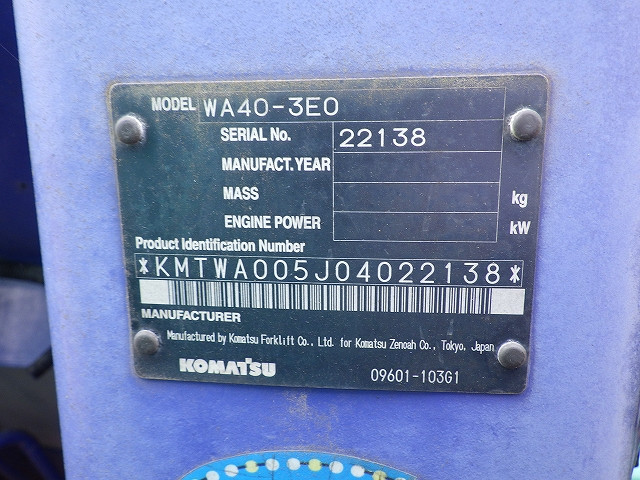 MODEL WA40-3E0
SERIAL No. 22138
MANUFACT. YEAR
MASS kg
ENGINE POWER kW
Product Identification Number
*KMTWA005J04022138*
MANUFACTURER
Manufactured by Komatsu Forklift Co., Ltd. for Komatsu Zenoah Co., Tokyo, Japan
KOMATSU 09601-103G1